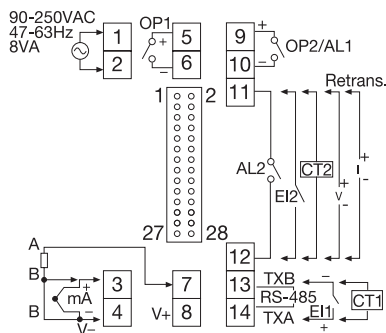 90-250VAC
47-63Hz
8VA
1
2
OP1
+
−
5
6
9
10
+
−
OP2/AL1
11
Retrans.
1
2
27
28
AL2
EI2
CT2
+
V
−
+
I
−
12
A
B
B
+
mA
−
V−
3
4
7
V+
8
13
14
TXB
RS-485
TXA
−
EI1
+
CT1